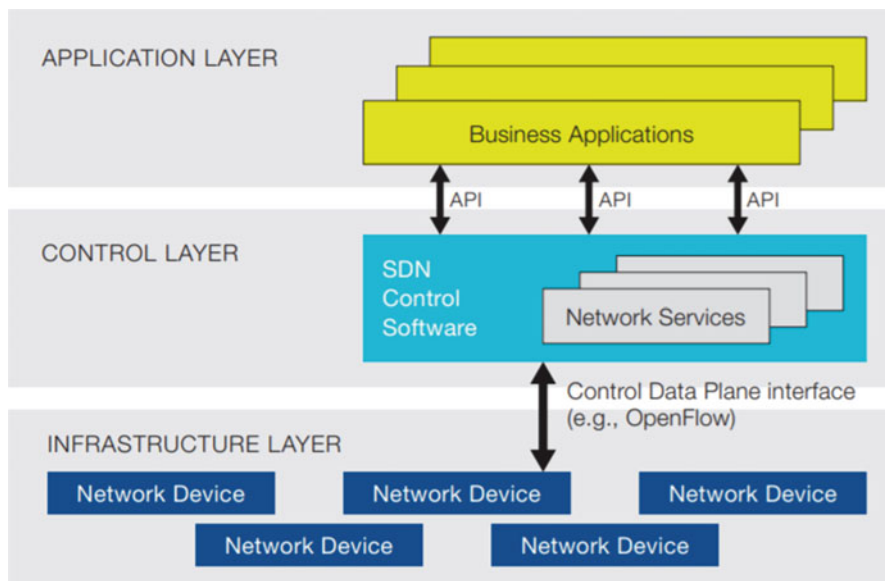 APPLICATION LAYER
Business Applications
API
API
API
CONTROL LAYER
SDN
Control
Software
Network Services
Control Data Plane interface
(e.g., OpenFlow)
INFRASTRUCTURE LAYER
Network Device
Network Device
Network Device
Network Device
Network Device